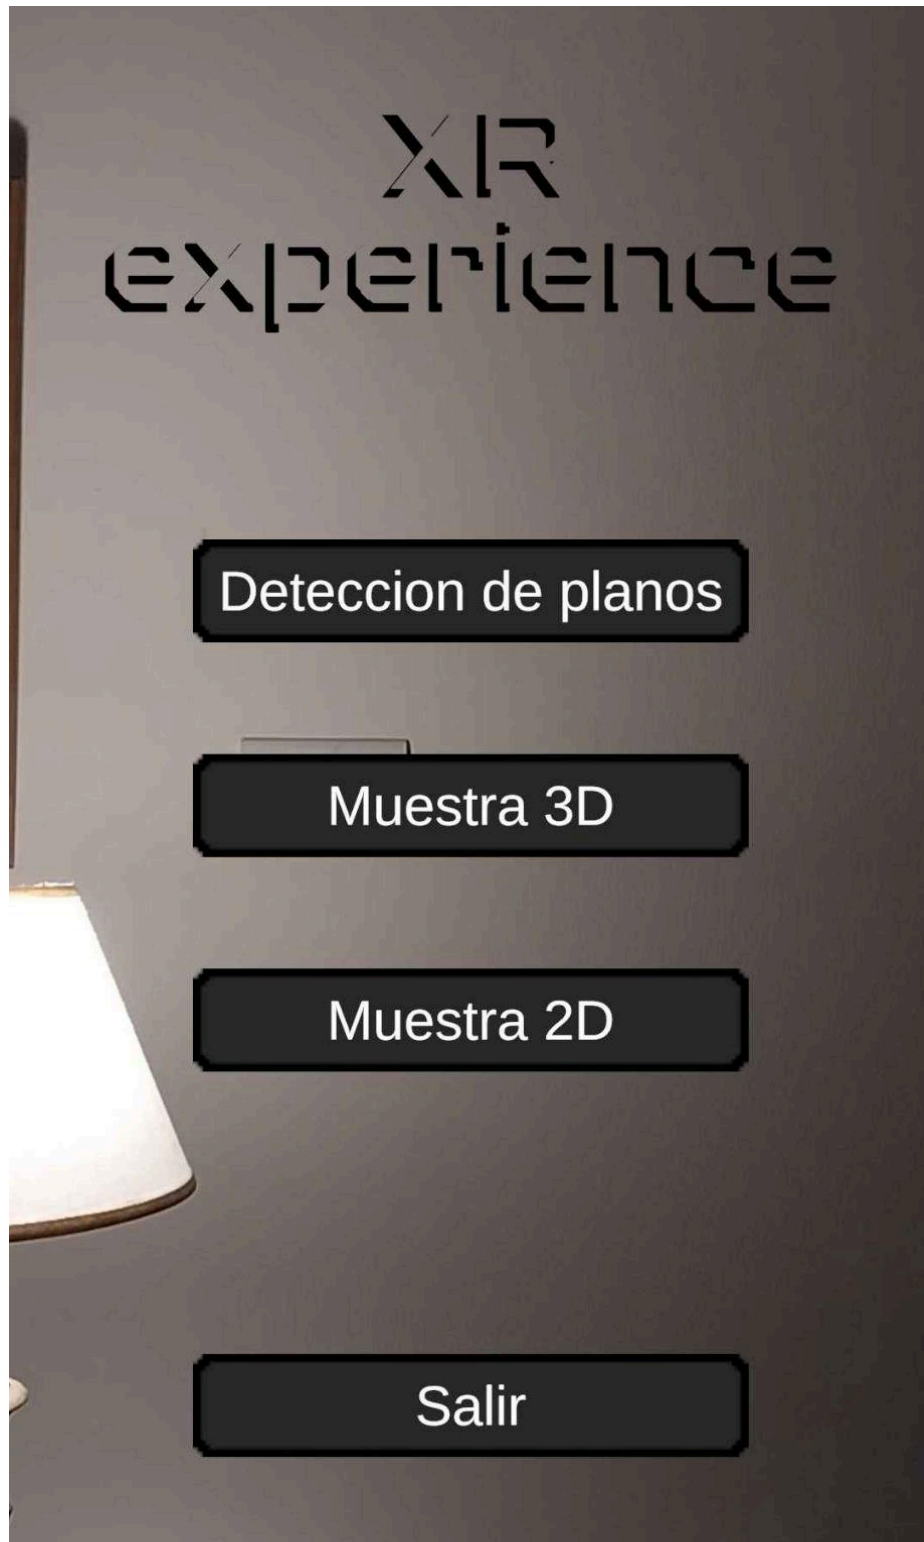 XR
experience
Deteccion de planos
Muestra 3D
Muestra 2D
Salir